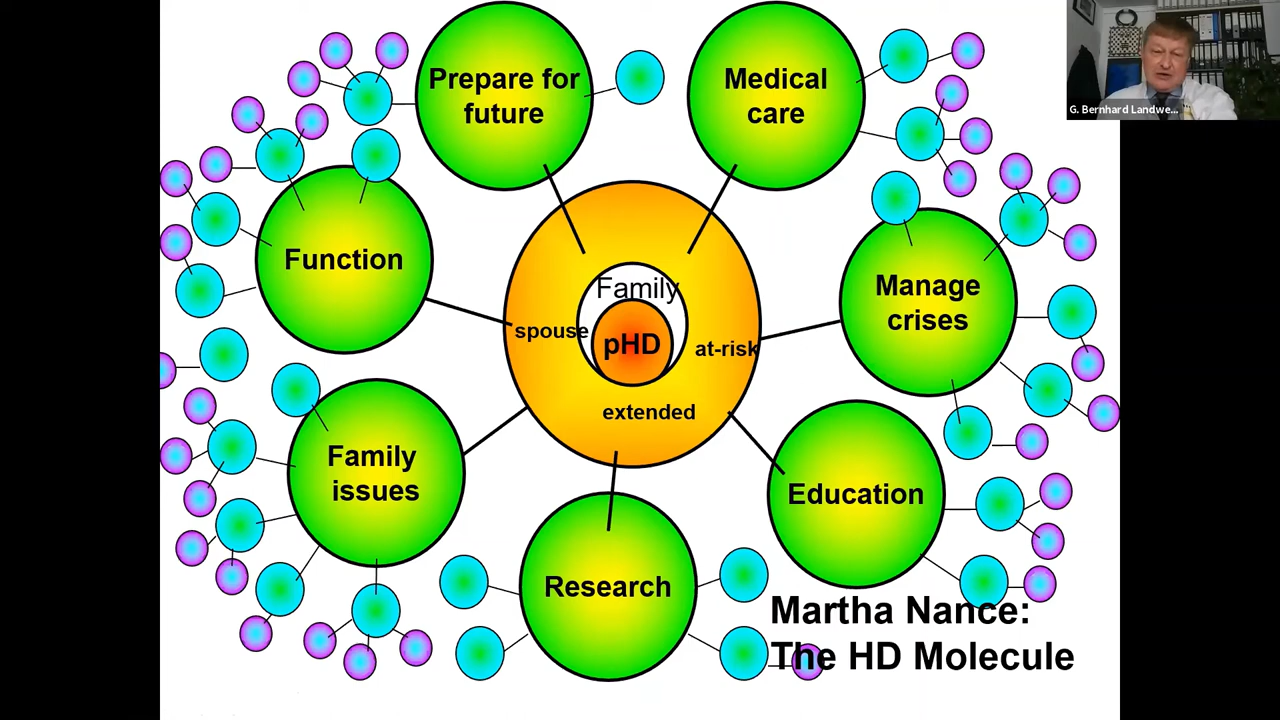 Prepare for
future
Medical
care
G. Bernhard Landwe...
Function
Family
Manage
crises
spouse
pHD
at-risk
extended
Family
issues
Education
Research
Martha Nance:
The HD Molecule